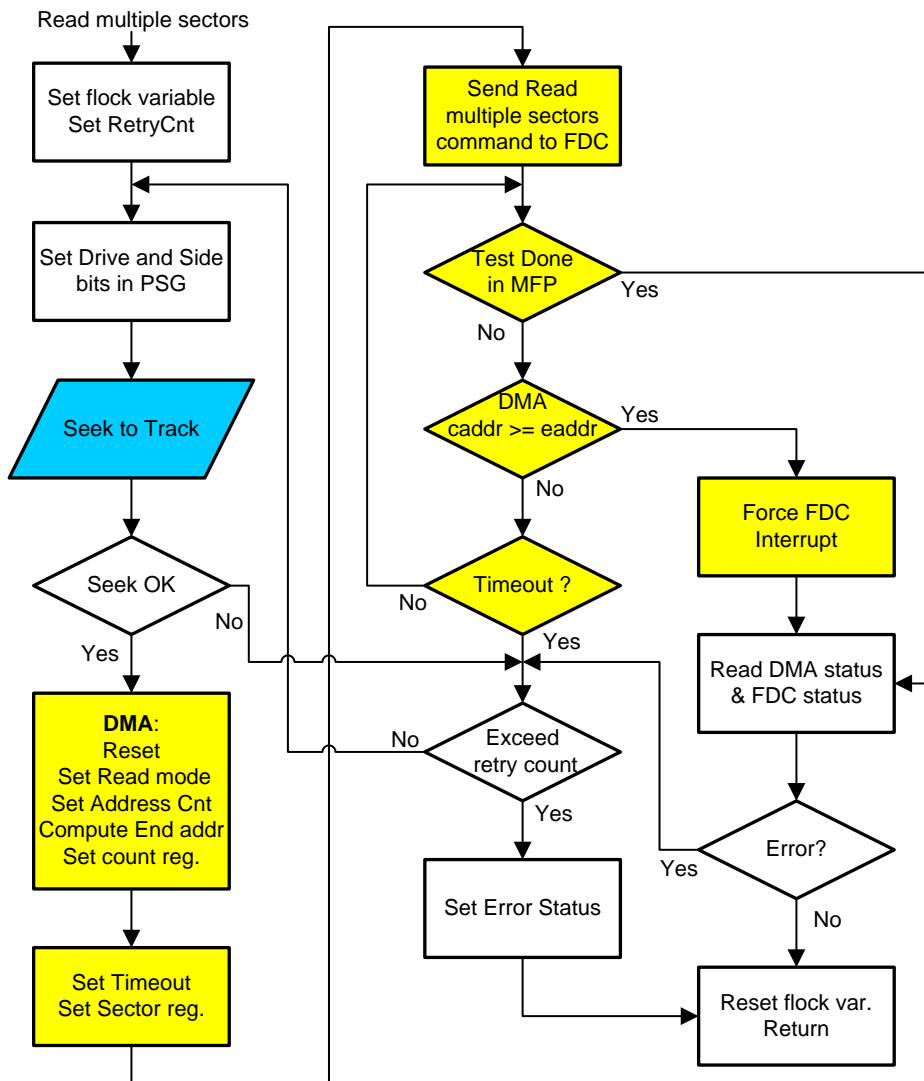 Read multiple sectors
Set flock variable
Set RetryCnt
Set Drive and Side
bits in PSG
Seek to Track
Seek OK
No
Yes
DMA:
Reset
Set Read mode
Set Address Cnt
Compute End addr
Set count reg.
Set Timeout
Set Sector reg.
Send Read
multiple sectors
command to FDC
Test Done
in MFP
Yes
No
DMA
caddr >= eaddr
Yes
No
Timeout ?
No
Yes
Exceed
retry count
No
Yes
Set Error Status
Force FDC
Interrupt
Read DMA status
& FDC status
Error?
Yes
No
Reset flock var.
Return